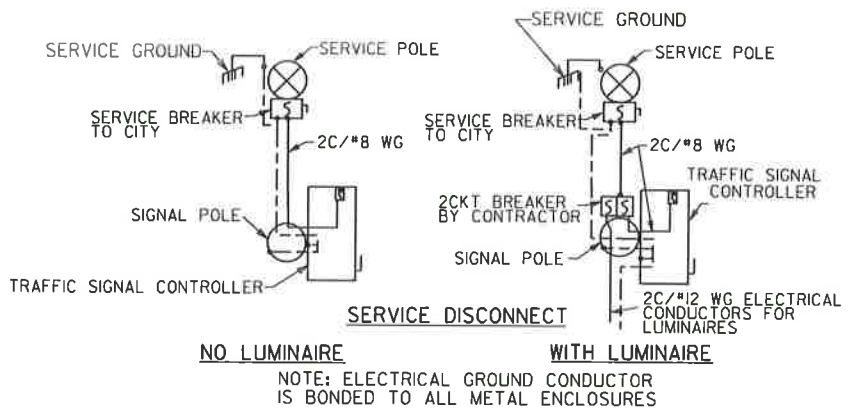 SERVICE GROUND
SERVICE POLE
SERVICE BREAKER
TO CITY
2C/#8 WG
SIGNAL POLE
TRAFFIC SIGNAL CONTROLLER
SERVICE GROUND
SERVICE POLE
SERVICE BREAKER
TO CITY
2C/#8 WG
TRAFFIC SIGNAL
CONTROLLER
2CKT BREAKER
BY CONTRACTOR
SIGNAL POLE
2C/#12 WG ELECTRICAL
CONDUCTORS FOR
LUMINAIRES
SERVICE DISCONNECT
NO LUMINAIRE
WITH LUMINAIRE
NOTE: ELECTRICAL GROUND CONDUCTOR
IS BONDED TO ALL METAL ENCLOSURES